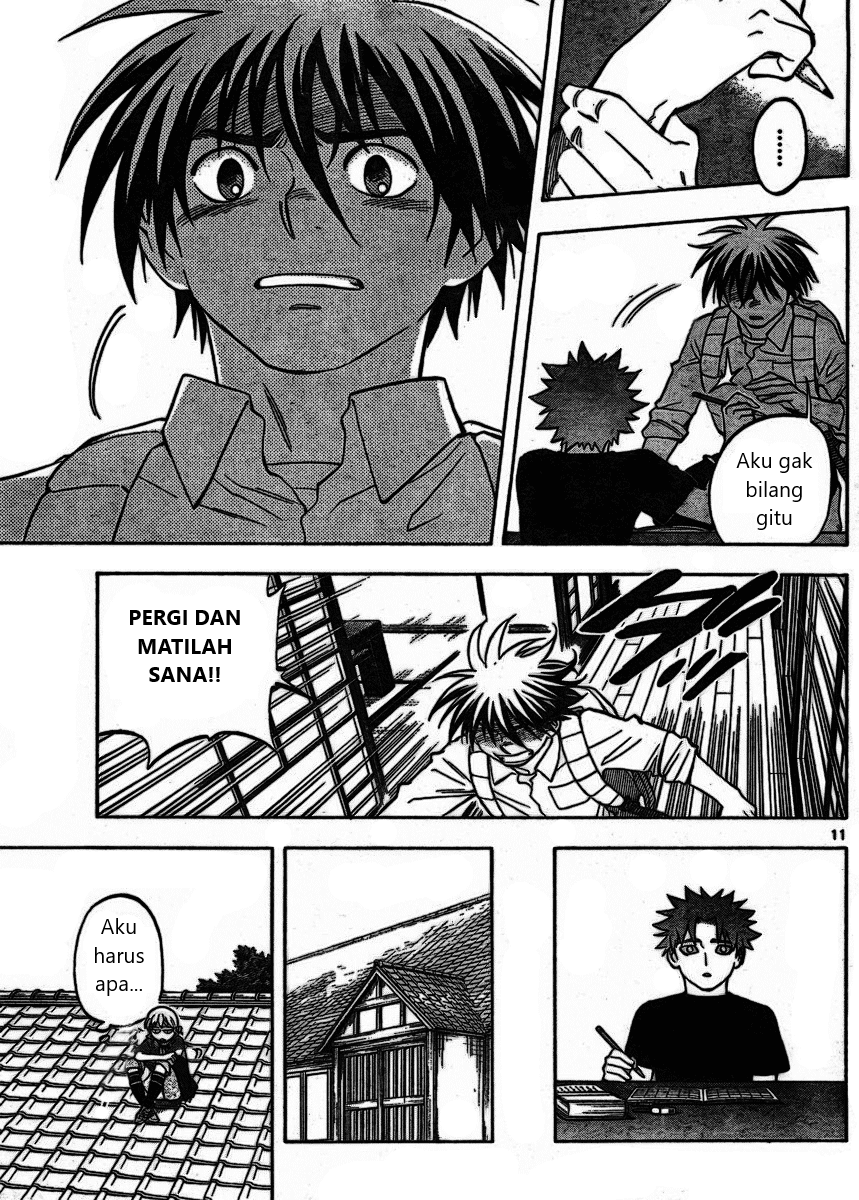 ........
Aku gak
bilang
gitu
PERGI DAN
MATILAH
SANA!!
11
Aku
harus
apa...